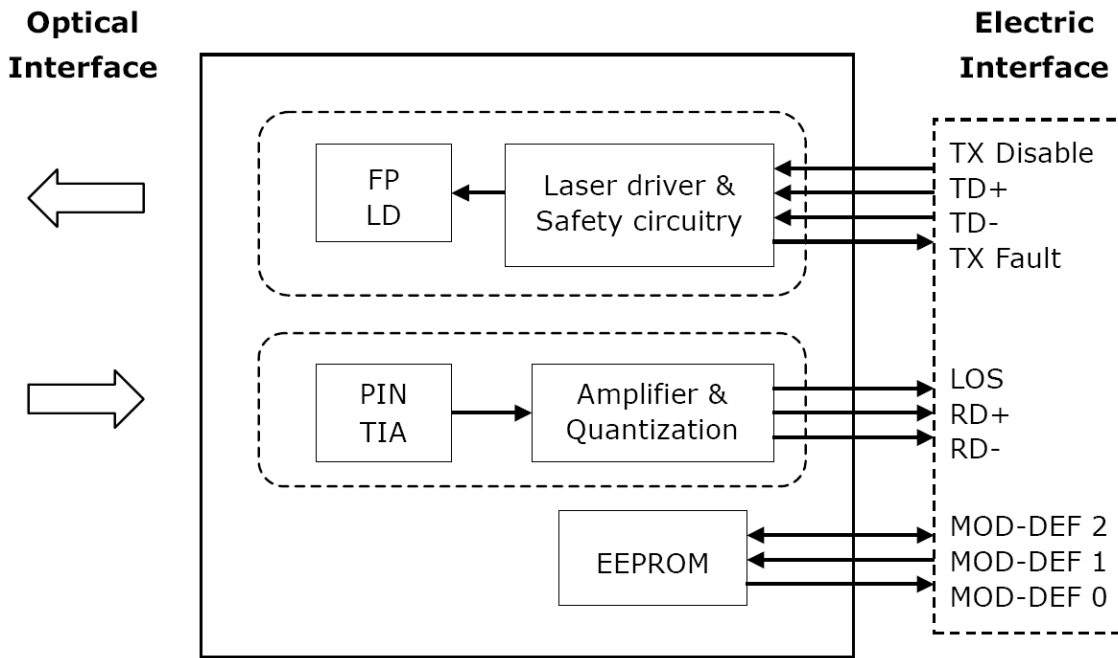 Optical
Interface
Electric
Interface
FP
LD
Laser driver &
Safety circuitry
TX Disable
TD+
TD-
TX Fault
PIN
TIA
Amplifier &
Quantization
LOS
RD+
RD-
EEPROM
MOD-DEF 2
MOD-DEF 1
MOD-DEF 0